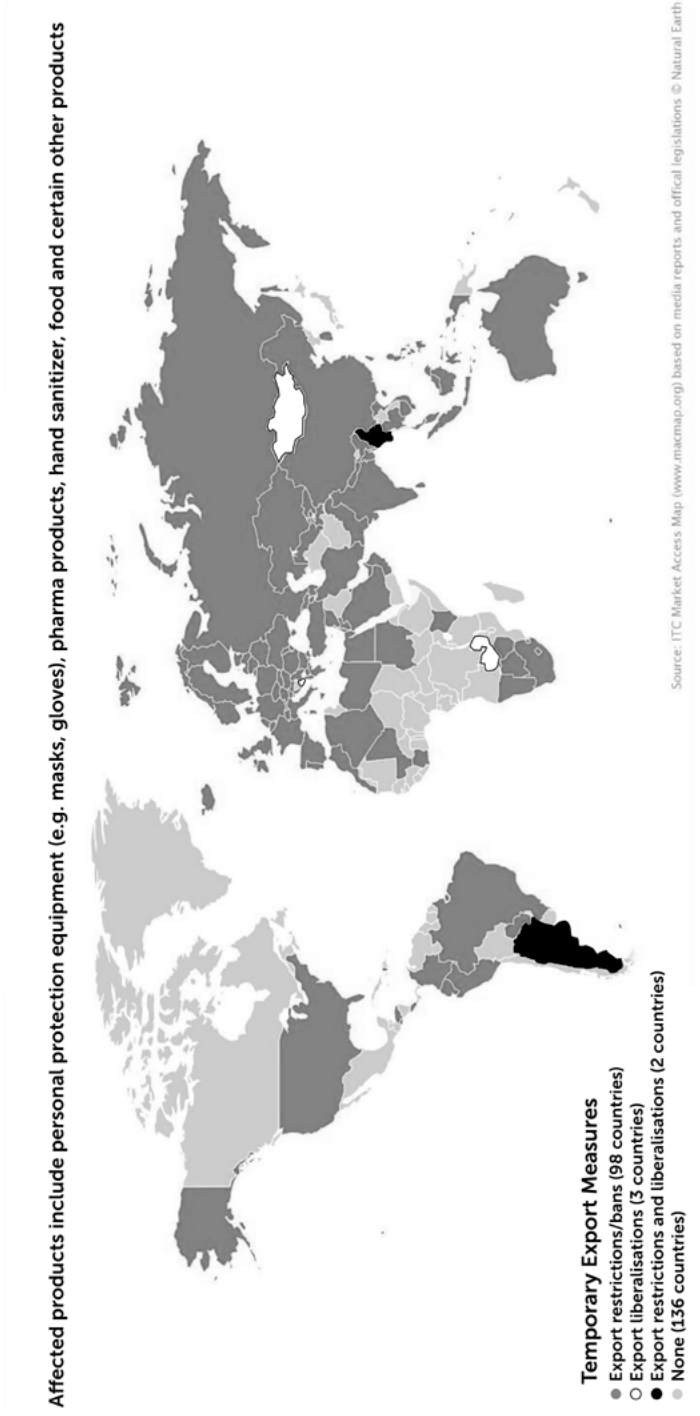 Affected products include personal protection equipment (e.g. masks, gloves), pharma products, hand sanitizer, food and certain other products
Temporary Export Measures
Export restrictions/bans (98 countries)
Export liberalisations (3 countries)
Export restrictions and liberalisations (2 countries)
None (136 countries)
Source: ITC Market Access Map (www.macmap.org) based on media reports and offical legislations © Natural Earth